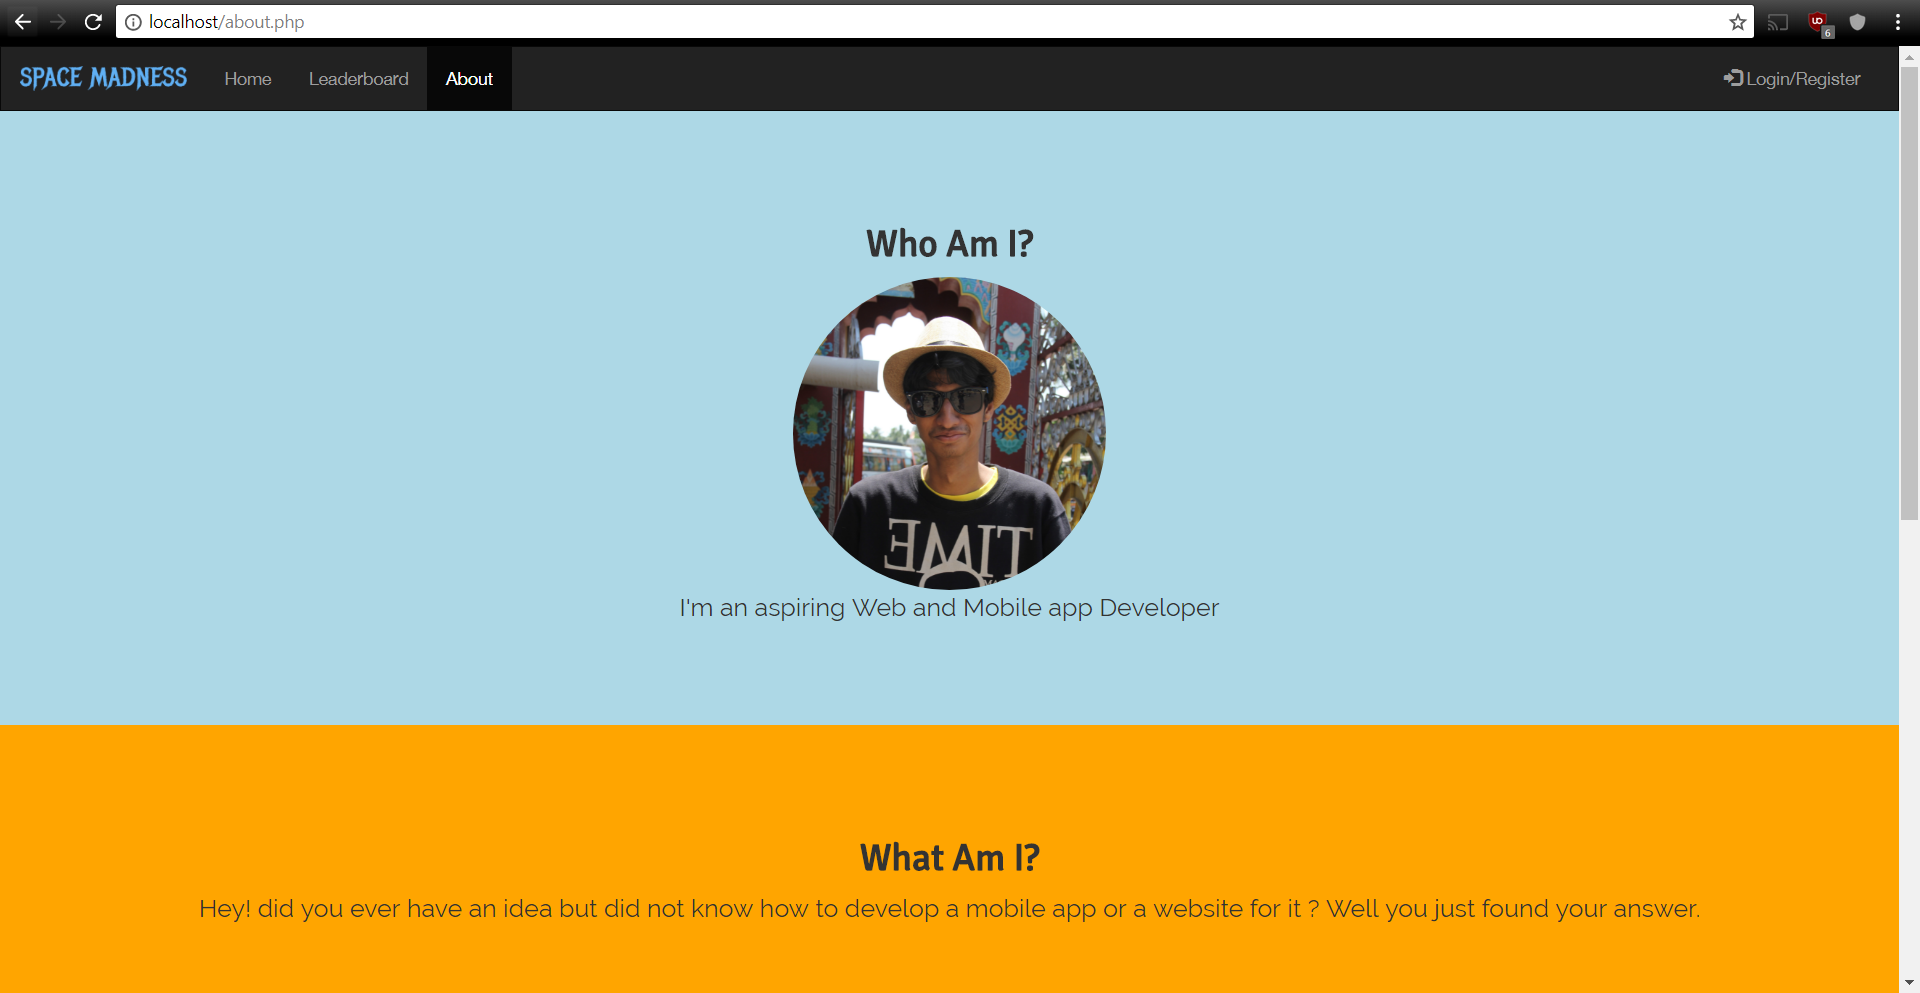 localhost/about.php
6
SPACE MADNESS Home Leaderboard About Login/Register
Who Am I?
TIME
I'm an aspiring Web and Mobile app Developer
What Am I?
Hey! did you ever have an idea but did not know how to develop a mobile app or a website for it ? Well you just found your answer.